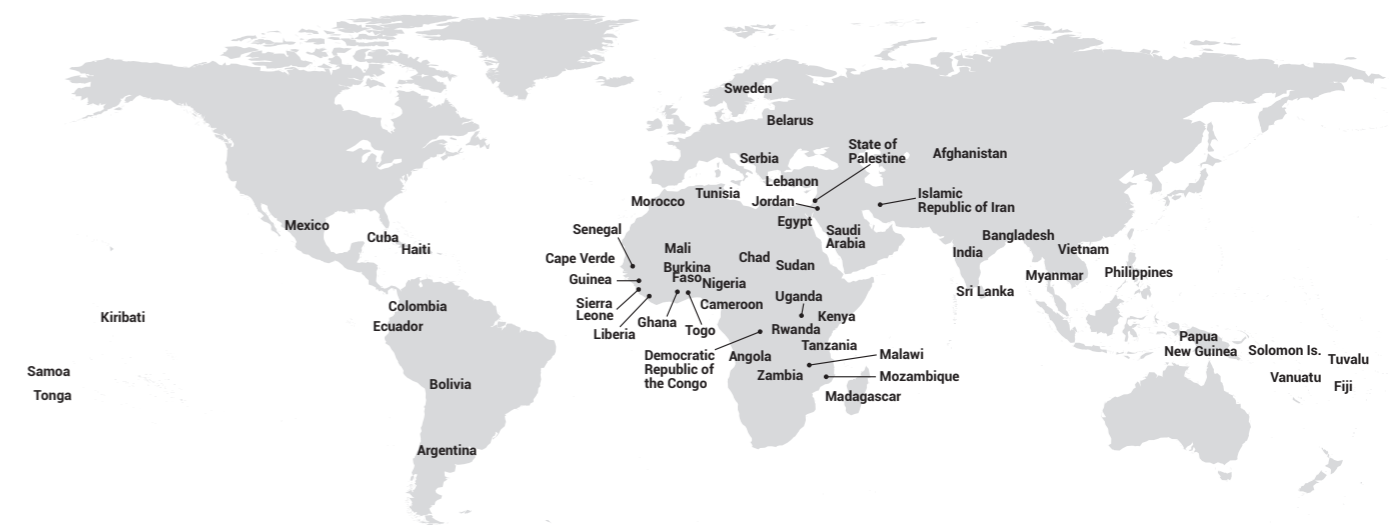 Sweden
Belarus
Serbia
State of
Palestine
Afghanistan
Lebanon
Tunisia
Morocco
Jordan
Islamic
Republic of Iran
Egypt
Mexico
Cuba
Haiti
Senegal
Saudi
Arabia
Bangladesh
India
Vietnam
Mali
Cape Verde
Chad
Sudan
Burkina
Faso
Myanmar
Philippines
Guinea
Nigeria
Sri Lanka
Sierra
Leone
Cameroon
Uganda
Colombia
Kiribati
Ecuador
Liberia
Ghana
Togo
Kenya
Rwanda
Tanzania
Papua
New Guinea
Solomon Is.
Tuvalu
Democratic
Republic of
the Congo
Angola
Malawi
Samoa
Zambia
Mozambique
Vanuatu
Fiji
Bolivia
Tonga
Madagascar
Argentina